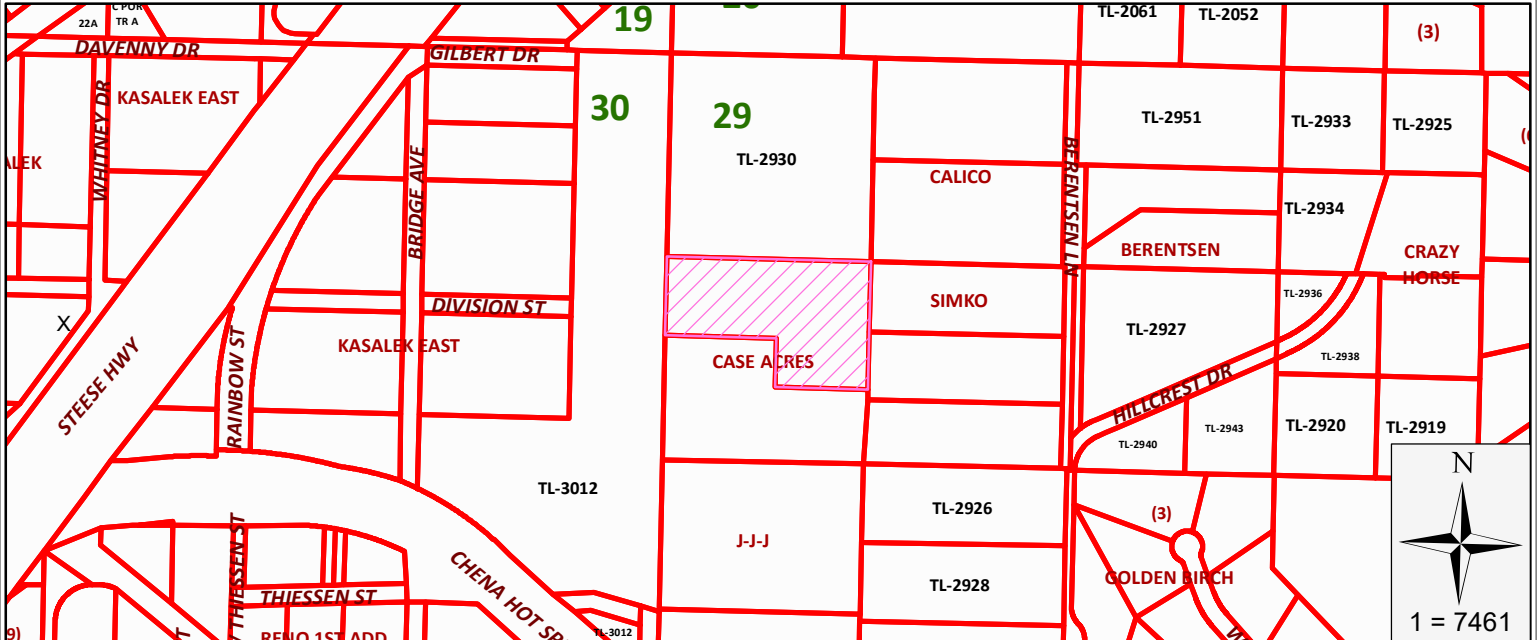 C POR
22A
TR A
19
TL-2061
TL-2052
(3)
DAVENNY DR
GILBERT DR
KASALEK EAST
WHITNEY DR
30
29
TL-2951
TL-2933
TL-2925
TL-2930
BRIDGE AVE
BERENTSEN LN
CALICO
TL-2934
BERENTSEN
CRAZY
HORSE
SIMKO
TL-2936
DIVISION ST
X
TL-2927
KASALEK EAST
CASE ACRES
TL-2938
STEESE HWY
RAINBOW ST
HILLCREST DR
TL-2940
TL-2943
TL-2920
TL-2919
N
TL-3012
TL-2926
(3)
J-J-J
CHENA HOT SP
THIESSEN ST
TL-2928
GOLDEN BIRCH
THIESSEN ST
1 = 7461
TL-3012
RENO 1ST ADD